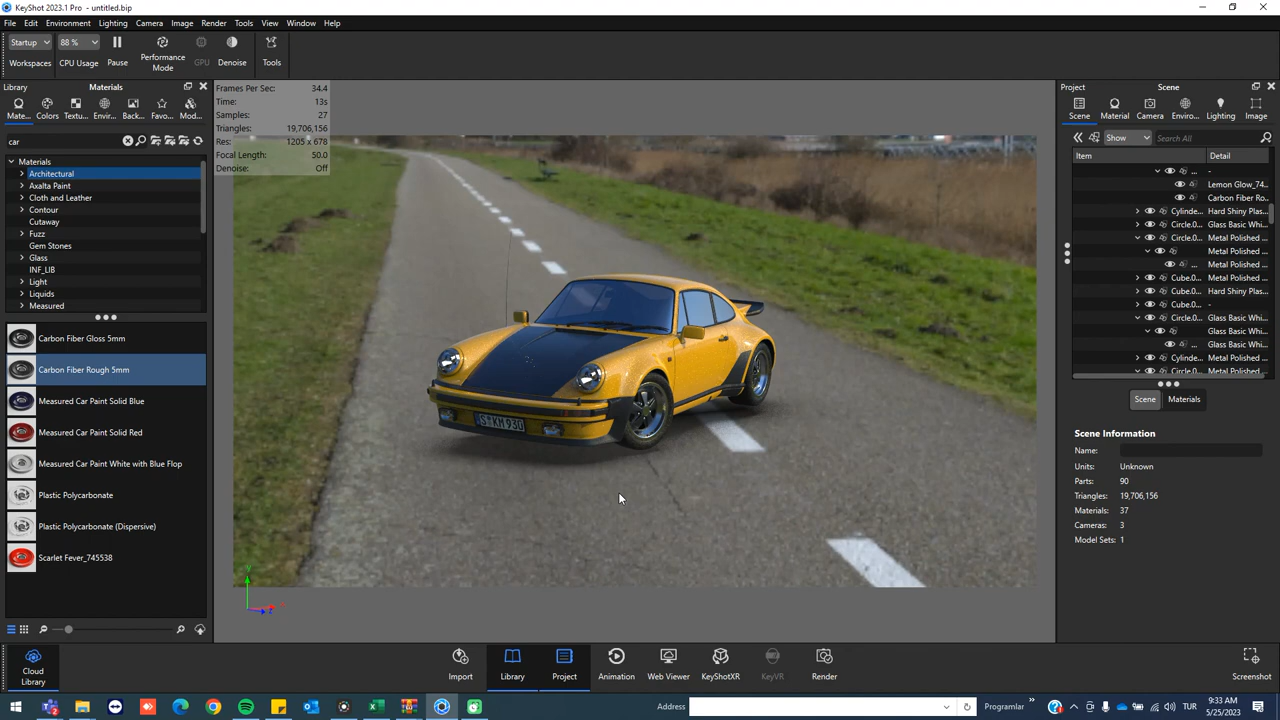 KeyShot 2023.1 Pro - untitled.bip
File Edit Environment Lighting Camera Image Render Tools View Window Help
Startup 88 %
Workspaces CPU Usage Pause Performance Mode GPU Denoise Tools
Library Materials
Mate... Colors Textu... Envir... Back... Favo... Mod...
car
Materials
Architectural
Axalta Paint
Cloth and Leather
Contour
Cutaway
Fuzz
Gem Stones
Glass
INF_LIB
Light
Liquids
Measured
Carbon Fiber Gloss 5mm
Carbon Fiber Rough 5mm
Measured Car Paint Solid Blue
Measured Car Paint Solid Red
Measured Car Paint White with Blue Flop
Plastic Polycarbonate
Plastic Polycarbonate (Dispersive)
Scarlet Fever_745538
Frames Per Sec: 34.4
Time: 13s
Samples: 27
Triangles: 19,706,156
Res: 1205 x 678
Focal Length: 50.0
Denoise: Off
S KM 930
Y
Z
Project Scene
Scene Material Camera Enviro... Lighting Image
Show Search All
Item Detail
-
Lemon Glow_74...
Carbon Fiber Ro...
Cylinde... Hard Shiny Plas...
Circle.0... Glass Basic Whi...
Circle.0... Metal Polished ...
Metal Polished ...
Metal Polished ...
Cube.0... Metal Polished ...
Cube.0... Hard Shiny Plas...
Cube.0... -
Circle.0... Glass Basic Whi...
Glass Basic Whi...
Glass Basic Whi...
Cylinde... Hard Shiny Plas...
Scene Materials
Scene Information
Name:
Units: Unknown
Parts: 90
Triangles: 19,706,156
Materials: 37
Cameras: 3
Model Sets: 1
Cloud Library Import Library Project Animation Web Viewer KeyShotXR KeyVR Render Screenshot
Address Programlar TUR 9:33 AM
5/25/2023